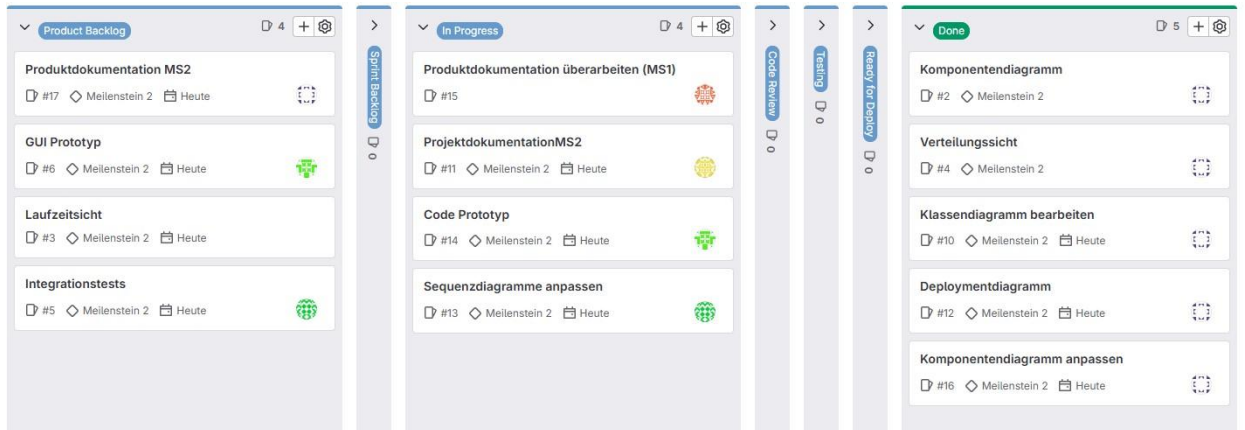 Product Backlog 4
Produktdokumentation MS2
#17 Meilenstein 2 Heute
GUI Prototyp
#6 Meilenstein 2 Heute
Laufzeitsicht
#3 Meilenstein 2 Heute
Integrationstests
#5 Meilenstein 2 Heute
Sprint Backlog 0
In Progress 4
Produktdokumentation überarbeiten (MS1)
#15
ProjektdokumentationMS2
#11 Meilenstein 2 Heute
Code Prototyp
#14 Meilenstein 2 Heute
Sequenzdiagramme anpassen
#13 Meilenstein 2 Heute
Code Review 0
Testing 0
Ready for Deploy 0
Done 5
Komponentendiagramm
#2 Meilenstein 2
Verteilungssicht
#4 Meilenstein 2
Klassendiagramm bearbeiten
#10 Meilenstein 2 Heute
Deploymentdiagramm
#12 Meilenstein 2 Heute
Komponentendiagramm anpassen
#16 Meilenstein 2 Heute